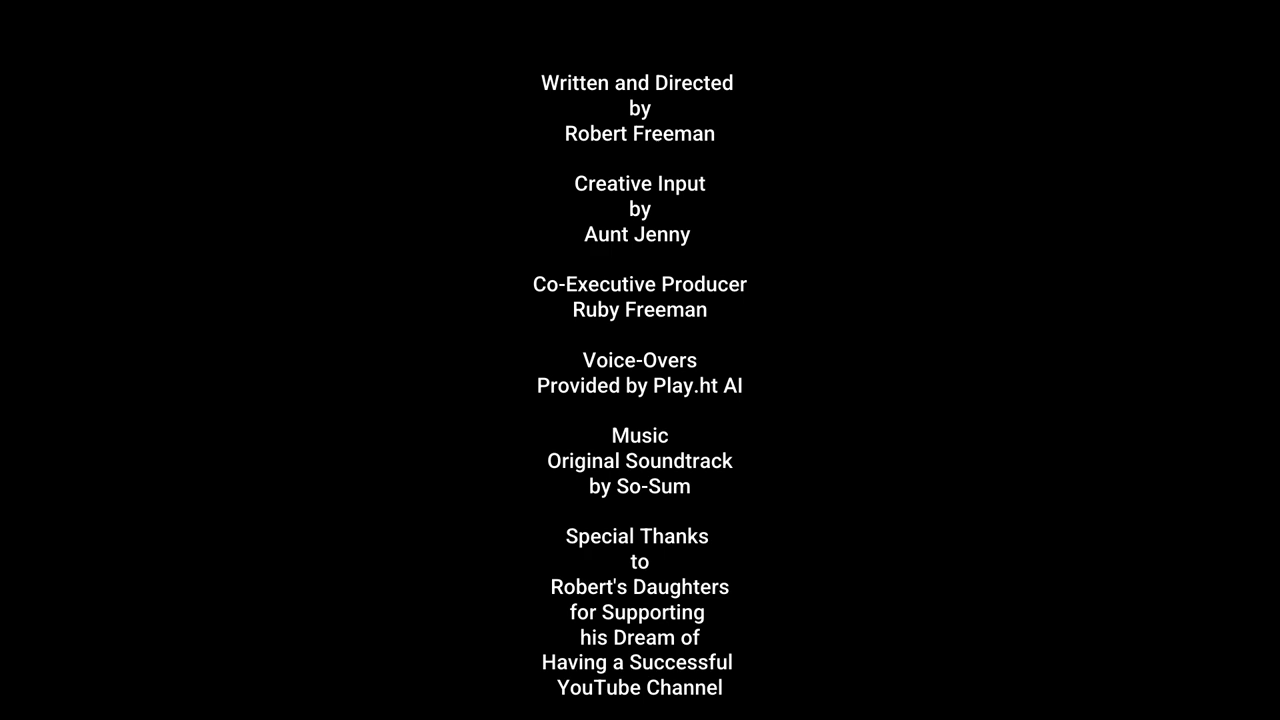 Written and Directed
by
Robert Freeman
Creative Input
by
Aunt Jenny
Co-Executive Producer
Ruby Freeman
Voice-Overs
Provided by Play.ht AI
Music
Original Soundtrack
by So-Sum
Special Thanks
to
Robert's Daughters
for Supporting
his Dream of
Having a Successful
YouTube Channel